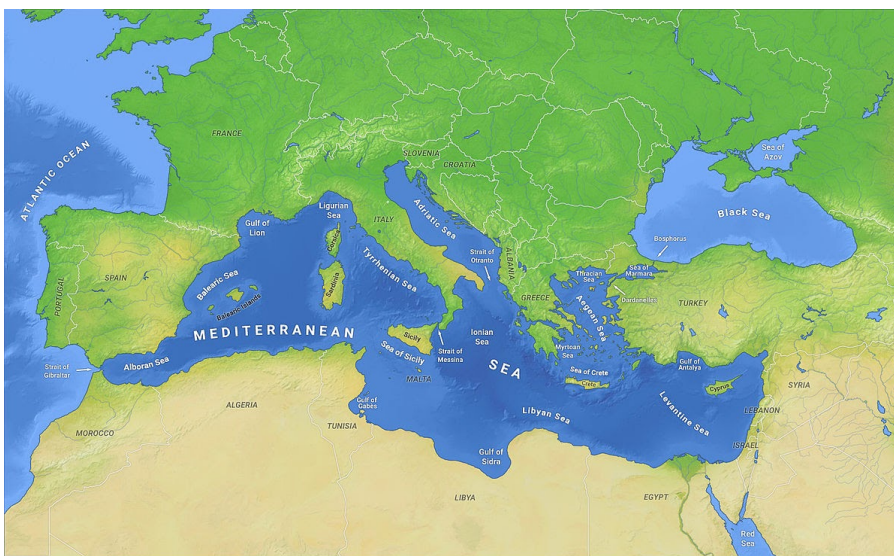 ATLANTIC OCEAN
FRANCE
SLOVENIA
CROATIA
Sea of
Azov
Black Sea
Ligurian
Sea
Gulf of
Lion
ITALY
Adriatic Sea
Corsica
Bosphorus
Strait of
Otranto
ALBANIA
PORTUGAL
SPAIN
Balearic Sea
Balearic Islands
Sardinia
Tyrrhenian Sea
Thracian
Sea
Sea of
Marmara
Dardanelles
GREECE
Aegean Sea
TURKEY
MEDITERRANEAN
SEA
Sicily
Sea of Sicily
Strait of
Messina
Ionian
Sea
Myrtoan
Sea
Strait of
Gibraltar
Alboran Sea
MALTA
Sea of Crete
Crete
Gulf of
Antalya
Cyprus
SYRIA
LEBANON
ISRAEL
Levantine Sea
Libyan Sea
Gulf of
Gabès
TUNISIA
ALGERIA
MOROCCO
Gulf of
Sidra
LIBYA
EGYPT
Red
Sea